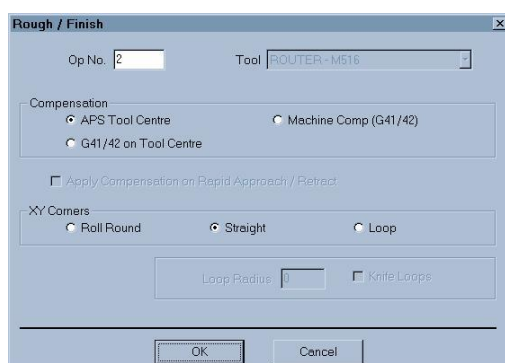 Rough / Finish
Op No. 2 Tool ROUTER - M516
Compensation
APS Tool Centre Machine Comp (G41/42)
G41/42 on Tool Centre
Apply Compensation on Rapid Approach / Retract
XY Corners
Roll Round Straight Loop
Loop Radius 0 Knife Loops
OK Cancel